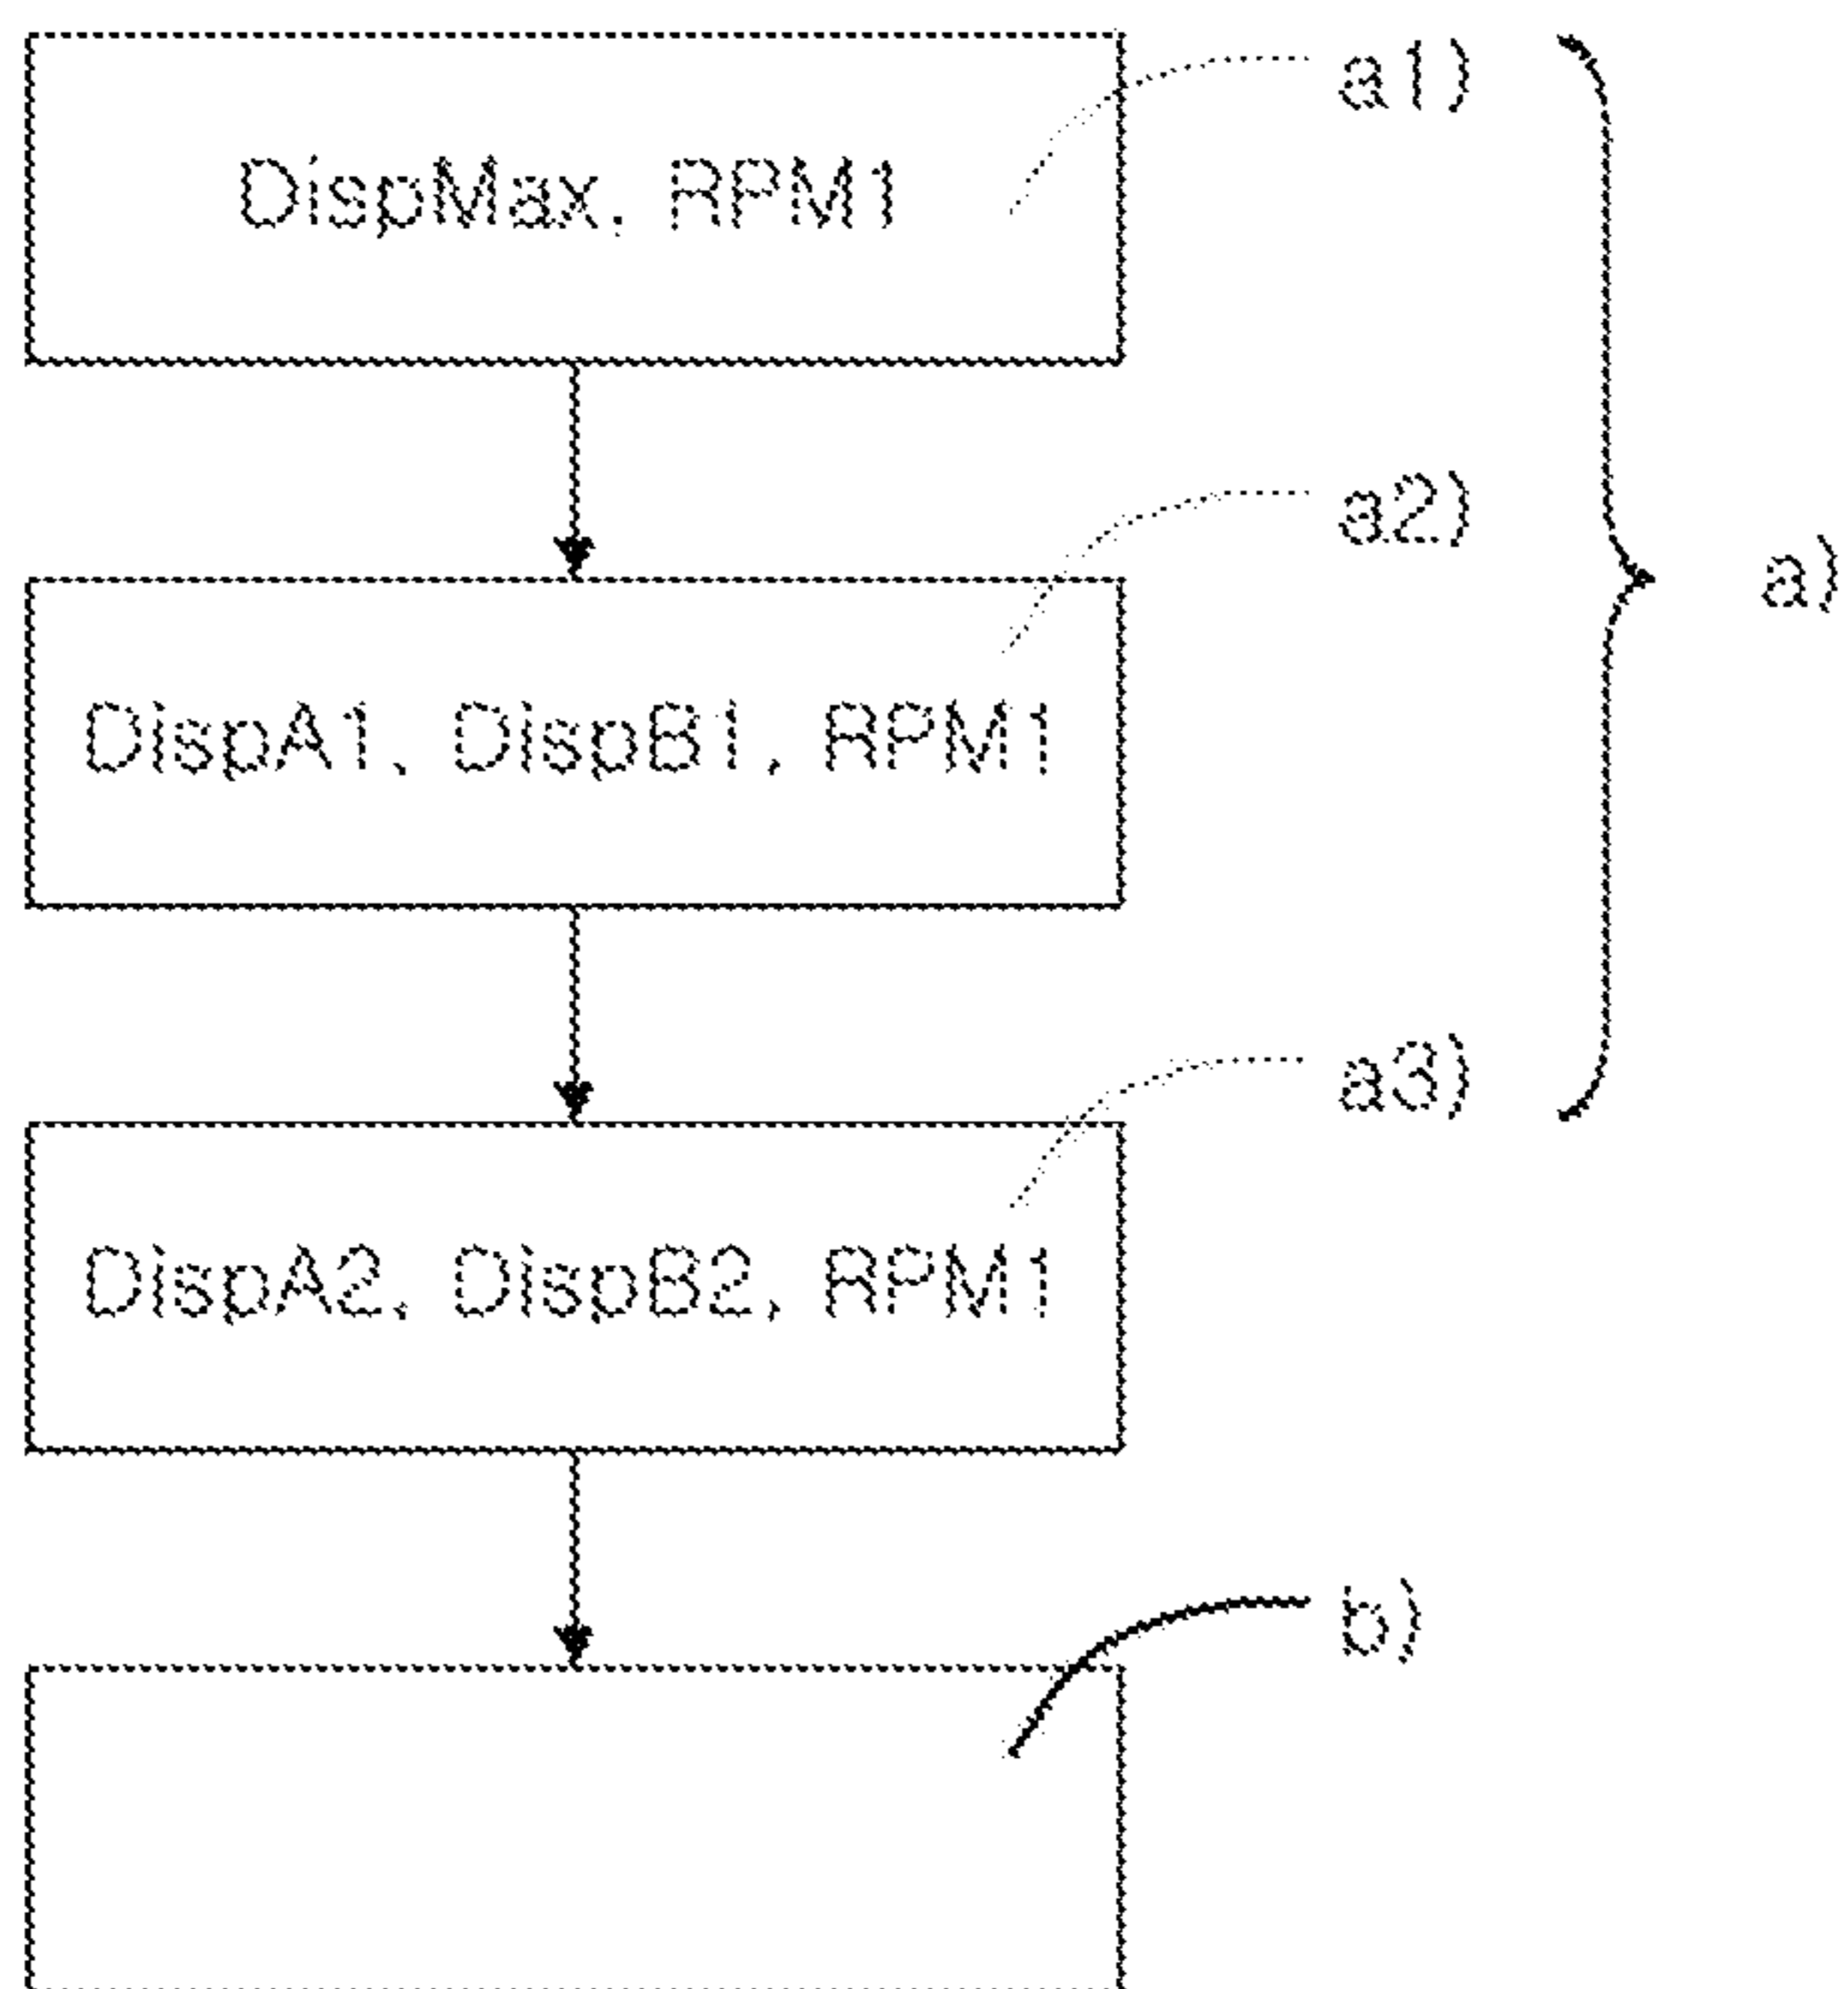 DispMax, RPM1
a1)
a2)
a)
DispA1, DispB1, RPM1
a3)
DispA2, DispB2, RPM1
b)